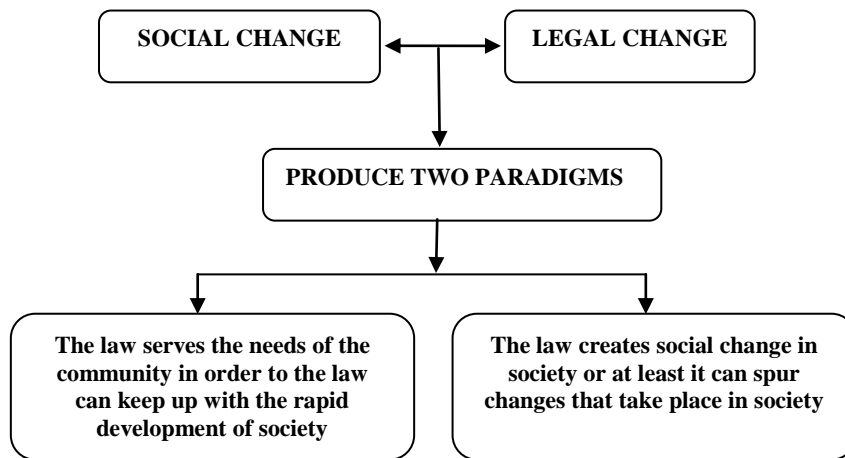 SOCIAL CHANGE
LEGAL CHANGE
PRODUCE TWO PARADIGMS
The law serves the needs of the
community in order to the law
can keep up with the rapid
development of society
The law creates social change in
society or at least it can spur
changes that take place in society